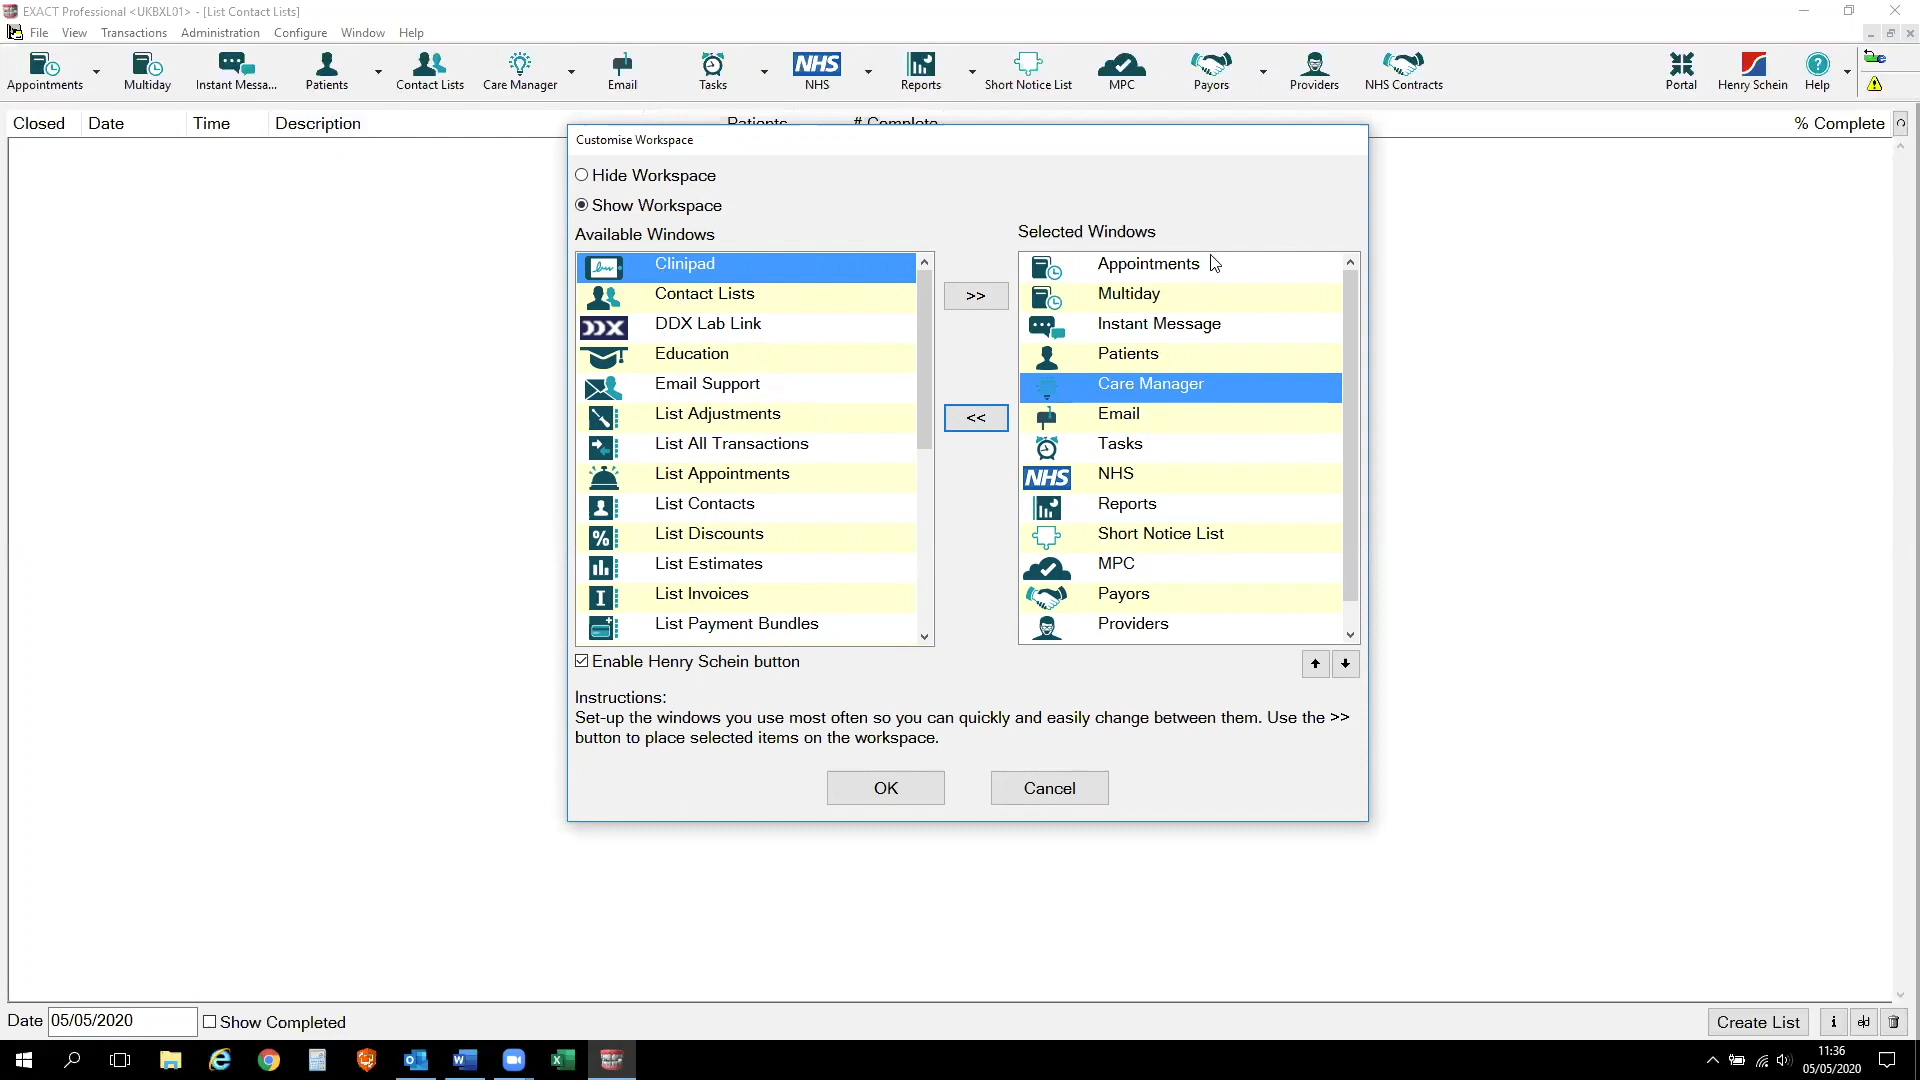 EXACT Professional <UKBXL01> - [List Contact Lists]
File View Transactions Administration Configure Window Help
NHS
Appointments Multiday Instant Messa... Patients Contact Lists Care Manager Email Tasks NHS Reports Short Notice List MPC Payors Providers NHS Contracts Portal Henry Schein Help
Closed Date Time Description Patients # Complete % Complete
Customise Workspace
Hide Workspace
Show Workspace
Available Windows
Clinipad
Contact Lists
DDX DDX Lab Link
Education
Email Support
List Adjustments
List All Transactions
List Appointments
List Contacts
% List Discounts
List Estimates
I List Invoices
List Payment Bundles
>>
<<
Selected Windows
Appointments
Multiday
Instant Message
Patients
Care Manager
Email
Tasks
NHS NHS
Reports
Short Notice List
MPC
Payors
Providers
Enable Henry Schein button
Instructions:
Set-up the windows you use most often so you can quickly and easily change between them. Use the >>
button to place selected items on the workspace.
OK Cancel
Date 05/05/2020 Show Completed Create List
11:36
05/05/2020